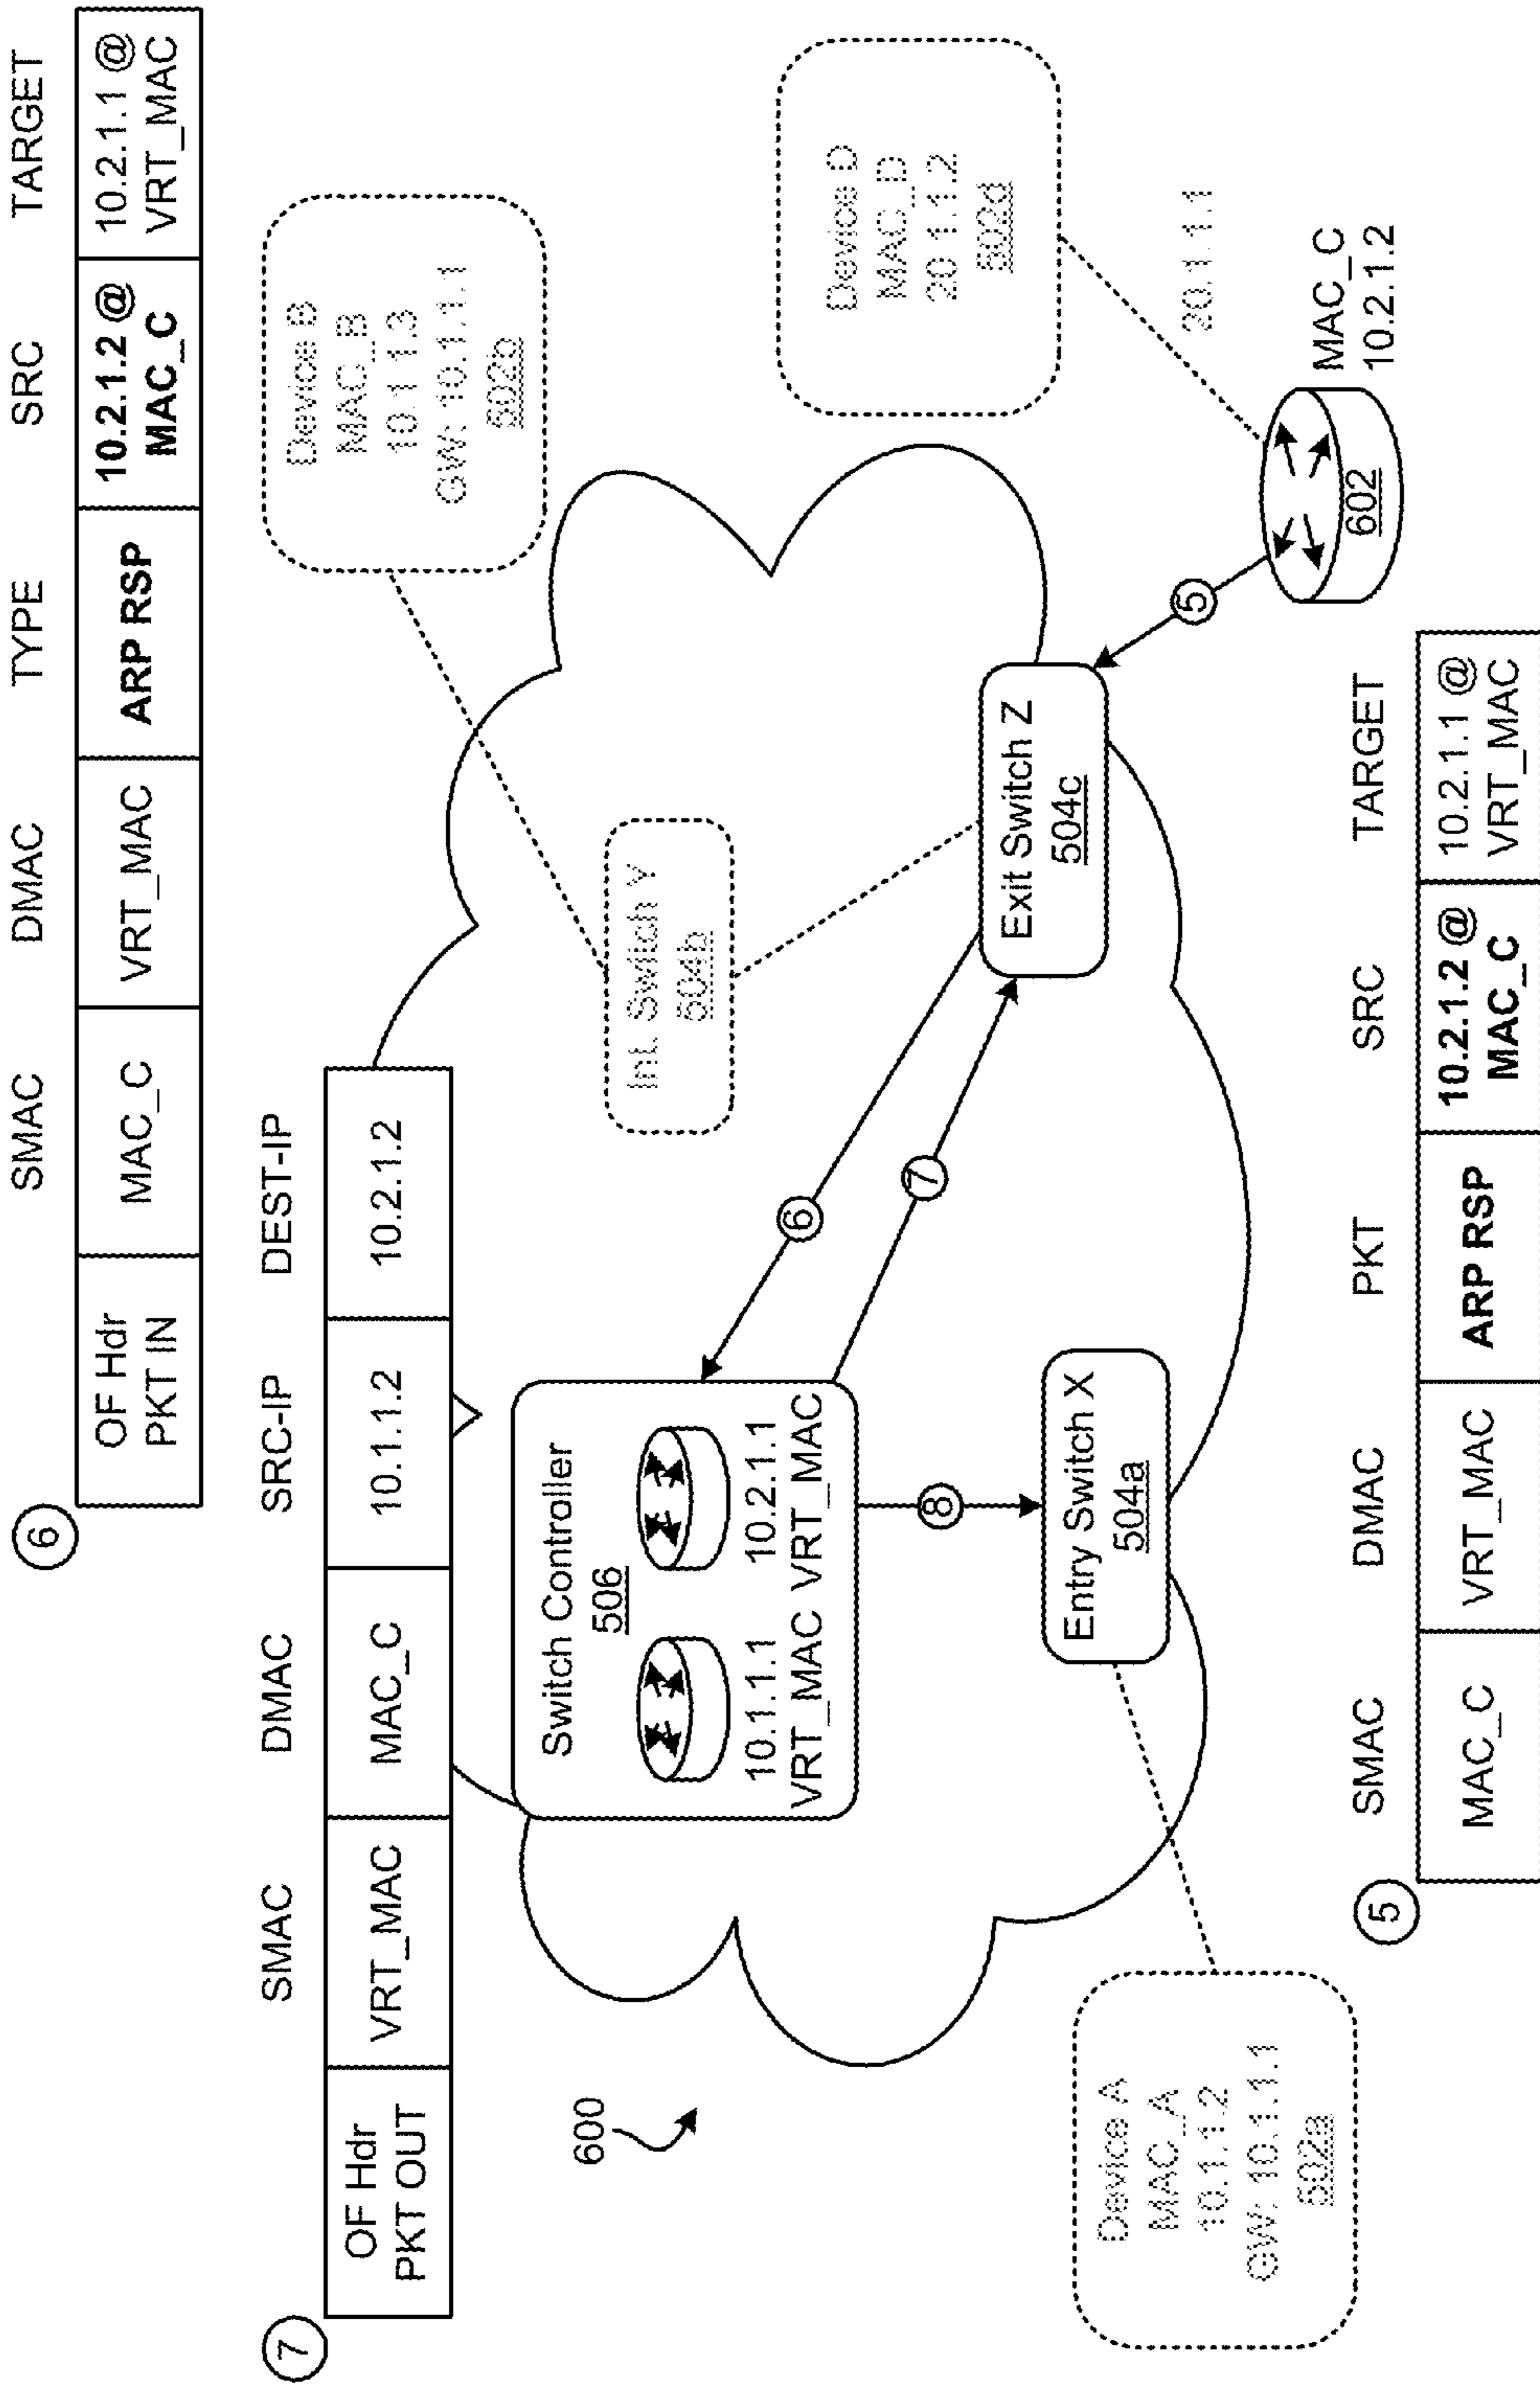 6
SMAC DMAC TYPE SRC TARGET
OF Hdr
PKT IN
MAC_C
VRT_MAC
ARP RSP
10.2.1.2 @
MAC_C
10.2.1.1 @
VRT_MAC
7
SMAC DMAC SRC-IP DEST-IP
OF Hdr
PKT OUT
VRT_MAC
MAC_C
10.1.1.2
10.2.1.2
Device B
MAC_B
10.1.1.3
GW: 10.1.1.1
502b
600
Switch Controller
506
10.1.1.1
VRT_MAC
10.2.1.1
VRT_MAC
Int. Switch Y
504b
6
7
8
Device D
MAC_D
20.1.1.2
502d
Entry Switch X
504a
Exit Switch Z
504c
5
20.1.1.1
MAC_C
10.2.1.2
602
Device A
MAC_A
10.1.1.2
GW: 10.1.1.1
502a
5
SMAC DMAC PKT SRC TARGET
MAC_C
VRT_MAC
ARP RSP
10.2.1.2 @
MAC_C
10.2.1.1 @
VRT_MAC